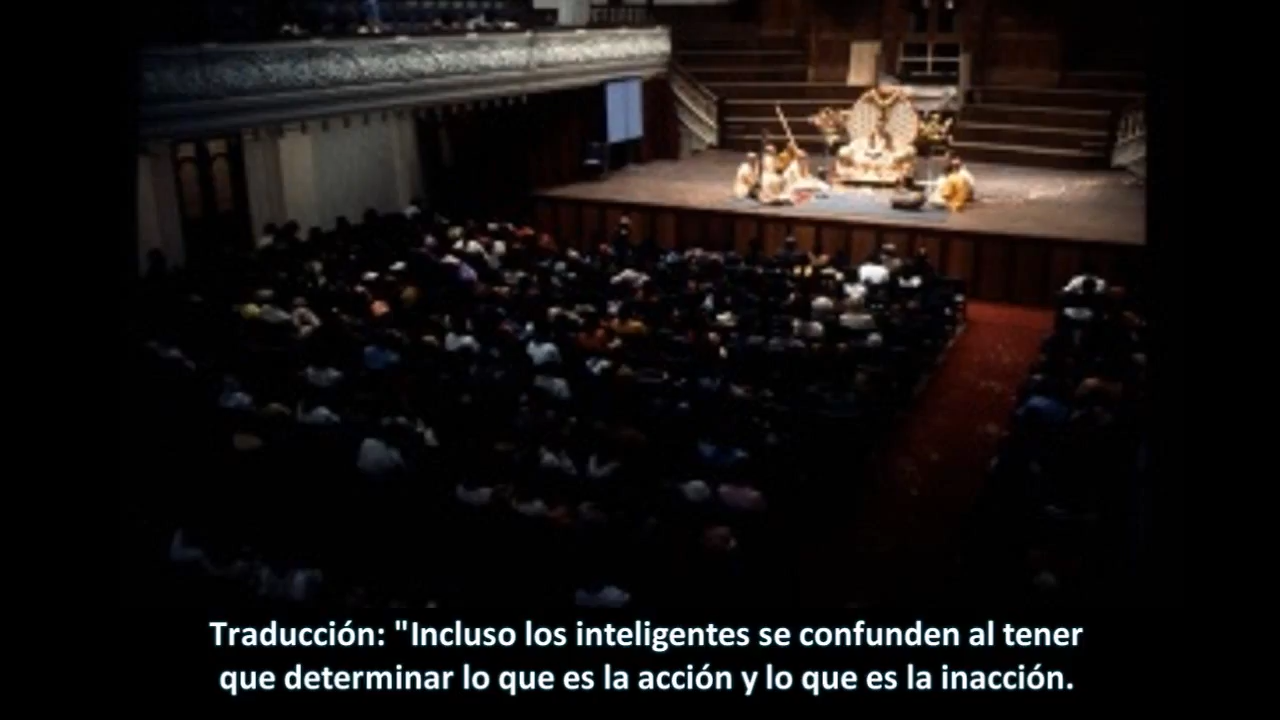 Traducción: "Incluso los inteligentes se confunden al tener
que determinar lo que es la acción y lo que es la inacción.